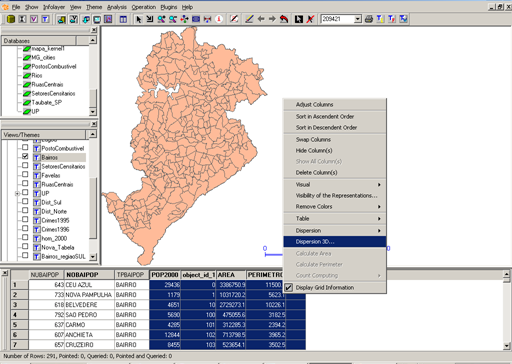 File Show Infolayer View Theme Analysis Operation Plugins Help
209421
Databases
mapa_kernel1
MG_cities
PostosCombustivel
Rios
RuasCentrais
SetoresCensitarios
Taubate_SP
UP
Views/Themes
PostoCombustivel
Bairros
SetoresCensitarios
Favelas
RuasCentrais
UP
Dist_Sul
Dist_Norte
Crimes1995
Crimes1996
hom_2000
Nova_Tabela
Bairros_regiaoSUL
Adjust Columns
Sort in Ascendent Order
Sort in Descendent Order
Swap Columns
Hide Column(s)
Show All Column(s)
Delete Column(s)
Visual
Visibility of the Representations...
Remove Colors
Table
Dispersion
Dispersion 3D...
Calculate Area
Calculate Perimeter
Count Computing
Display Grid Information
0
NUBAIPOP NOBAIPOP TPBAIPOP POP2000 object_id_1 AREA PERIMETR
1 643 CEU AZUL BAIRRO 29436 0 3386750.9 11500.
2 733 NOVA PAMPULHA BAIRRO 1179 1 1031720.2 5623.1
3 618 BELVEDERE BAIRRO 4651 10 2729273.1 10226.1
4 792 SAO PEDRO BAIRRO 5690 100 475055.6 3182.5
5 637 CARMO BAIRRO 4285 101 312285.3 2394.2
6 607 ANCHIETA BAIRRO 12844 102 713798.5 3965.2
7 657 CRUZEIRO BAIRRO 8455 103 523654.1 3502.5
Number of Rows: 291, Pointed: 0, Queried: 0, Pointed and Queried: 0